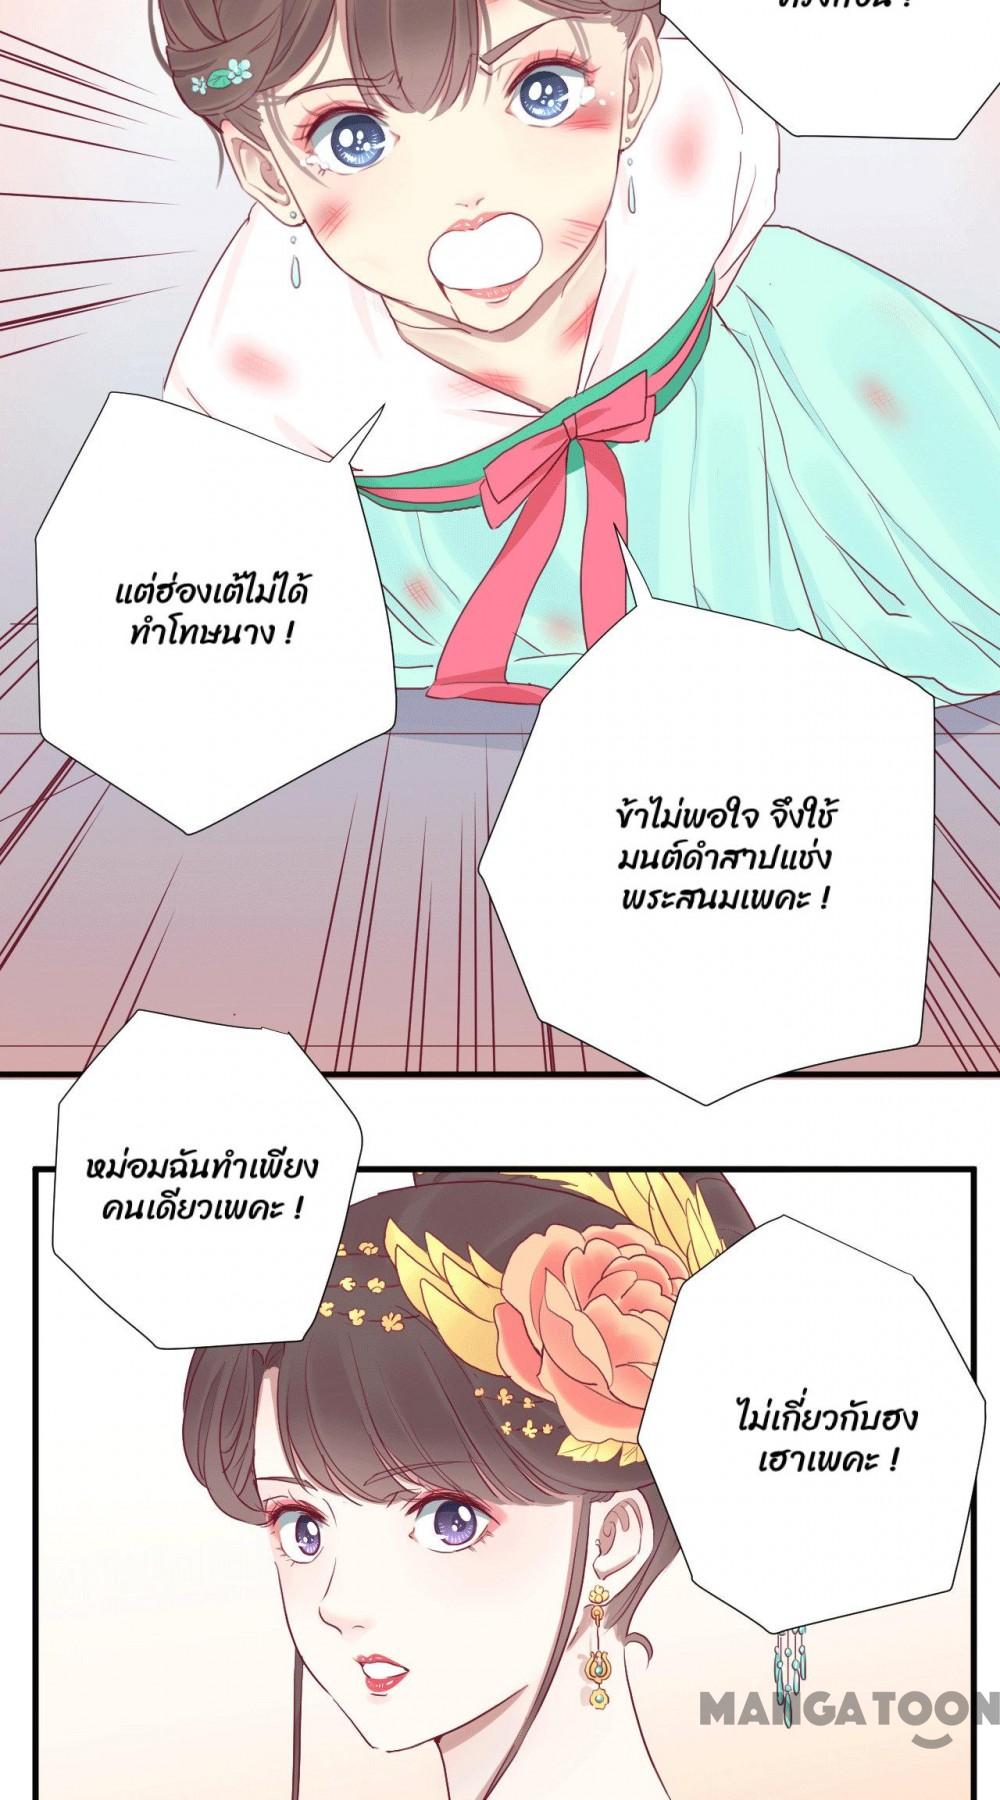 แต่ฮ่องเต้ไม่ได้
ทำโทษนาง !
ข้าไม่พอใจ จึงใช้
มนต์ดำสาปแช่ง
พระสนมเพคะ !
หม่อมฉันทำเพียง
คนเดียวเพคะ !
ไม่เกี่ยวกับฮง
เฮาเพคะ !
MANGATOON